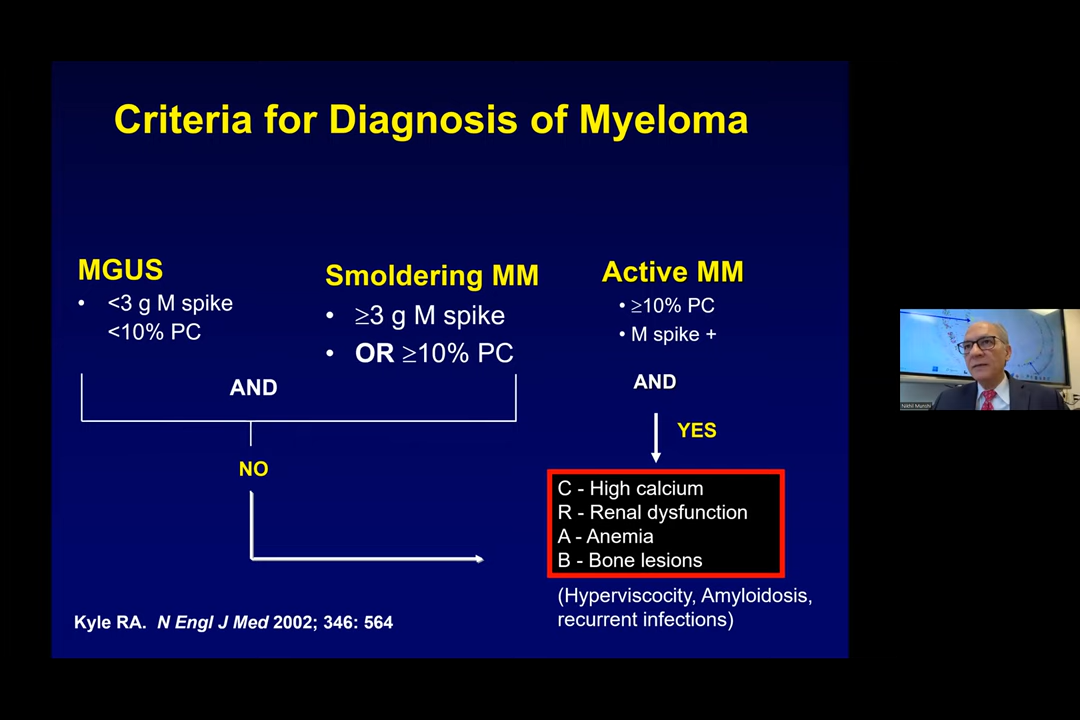 Criteria for Diagnosis of Myeloma
MGUS
• <3 g M spike
<10% PC
Smoldering MM
• ≥3 g M spike
• OR ≥10% PC
AND
NO
Active MM
• ≥10% PC
• M spike +
AND
YES
C - High calcium
R - Renal dysfunction
A - Anemia
B - Bone lesions
(Hyperviscocity, Amyloidosis,
recurrent infections)
Kyle RA. N Engl J Med 2002; 346: 564
Nikhil Munshi